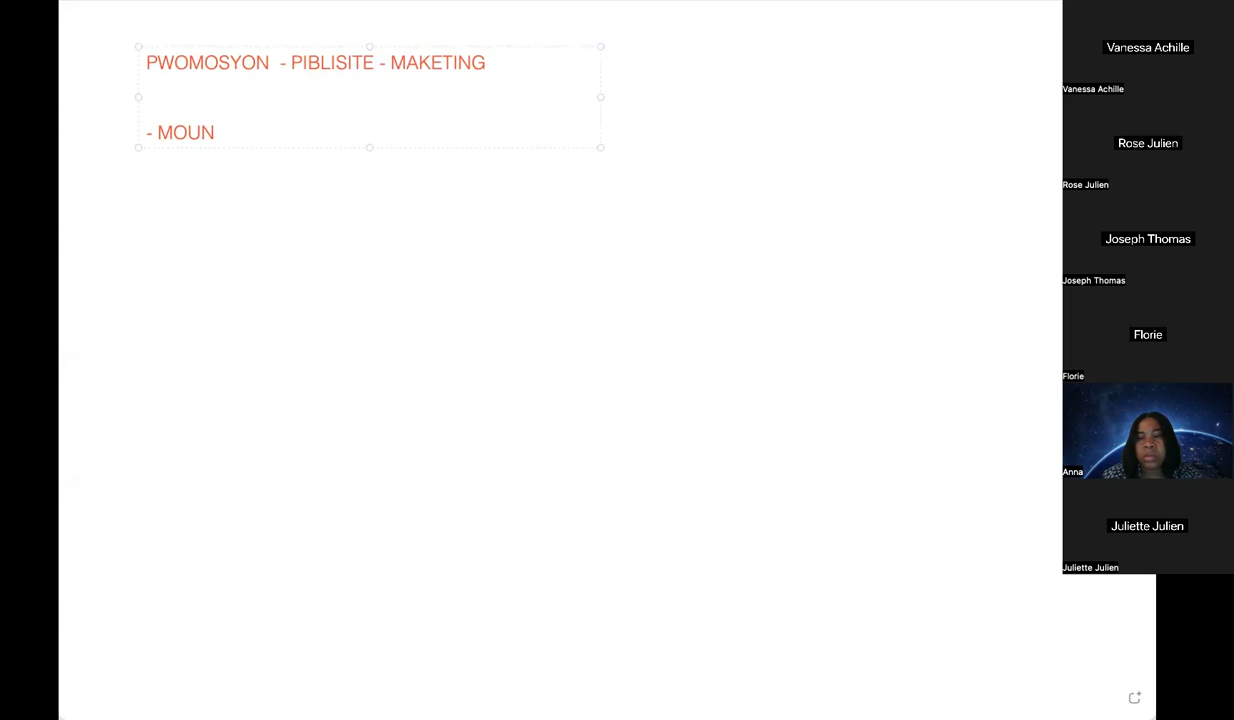 PWOMOSYON - PIBLISITE - MAKETING
- MOUN
Vanessa Achille
Vanessa Achille
Rose Julien
Rose Julien
Joseph Thomas
Joseph Thomas
Florie
Florie
Anna
Juliette Julien
Juliette Julien